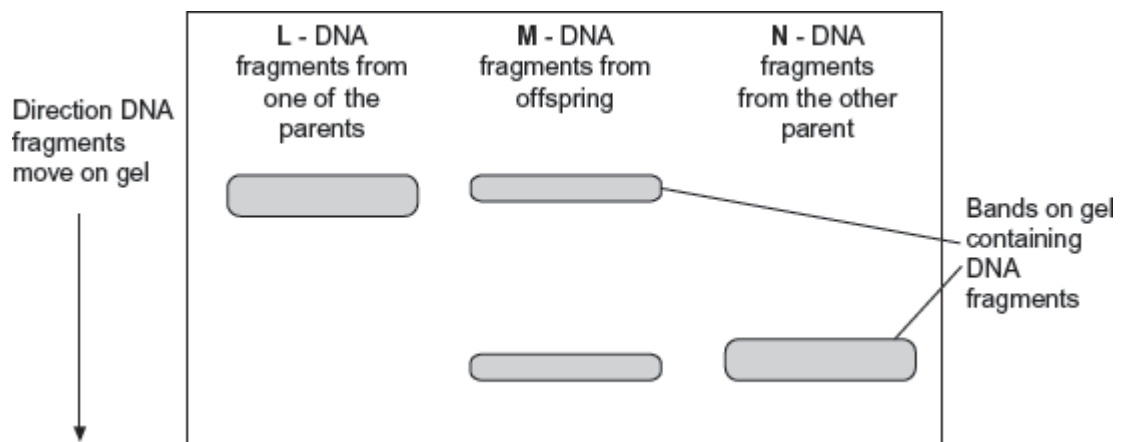 L - DNA
fragments from
one of the
parents
M - DNA
fragments from
offspring
N - DNA
fragments
from the other
parent
Direction DNA
fragments
move on gel
Bands on gel
containing
DNA
fragments